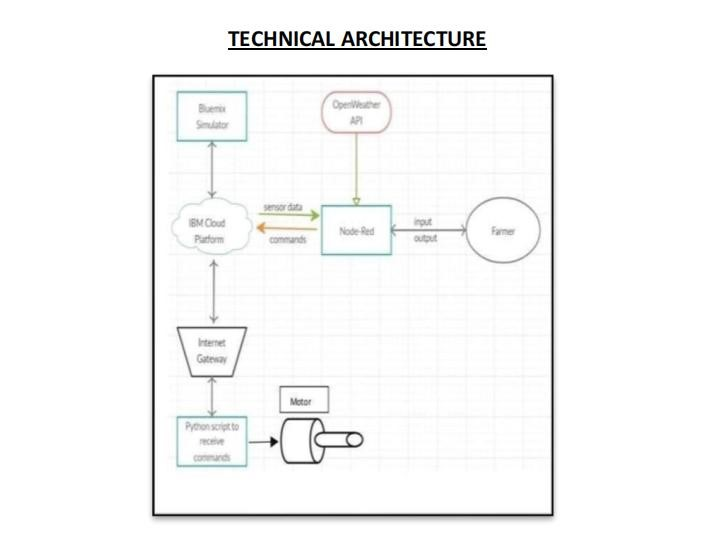 TECHNICAL ARCHITECTURE
Bluemix
Simulator
OpenWeather
API
IBM Cloud
Platform
sensor data
commands
Node-Red
input
output
Farmer
Internet
Gateway
Motor
Python script to
receive
commands